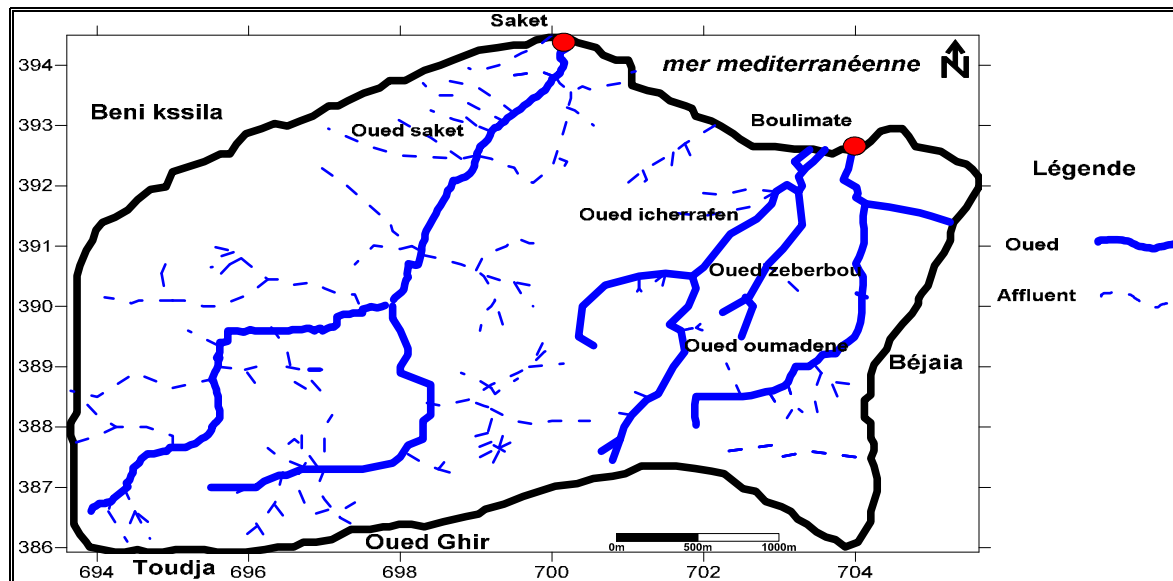 Saket
394
mer mediterranéenne
N
Beni kssila
393
Oued saket
Boulimate
392
Légende
Oued icherrafen
391
Oued
Oued zeberbou
390
Affluent
Oued oumadene
389
Béjaia
388
387
Oued Ghir
0m 500m 1000m
386
Toudja
694 696 698 700 702 704